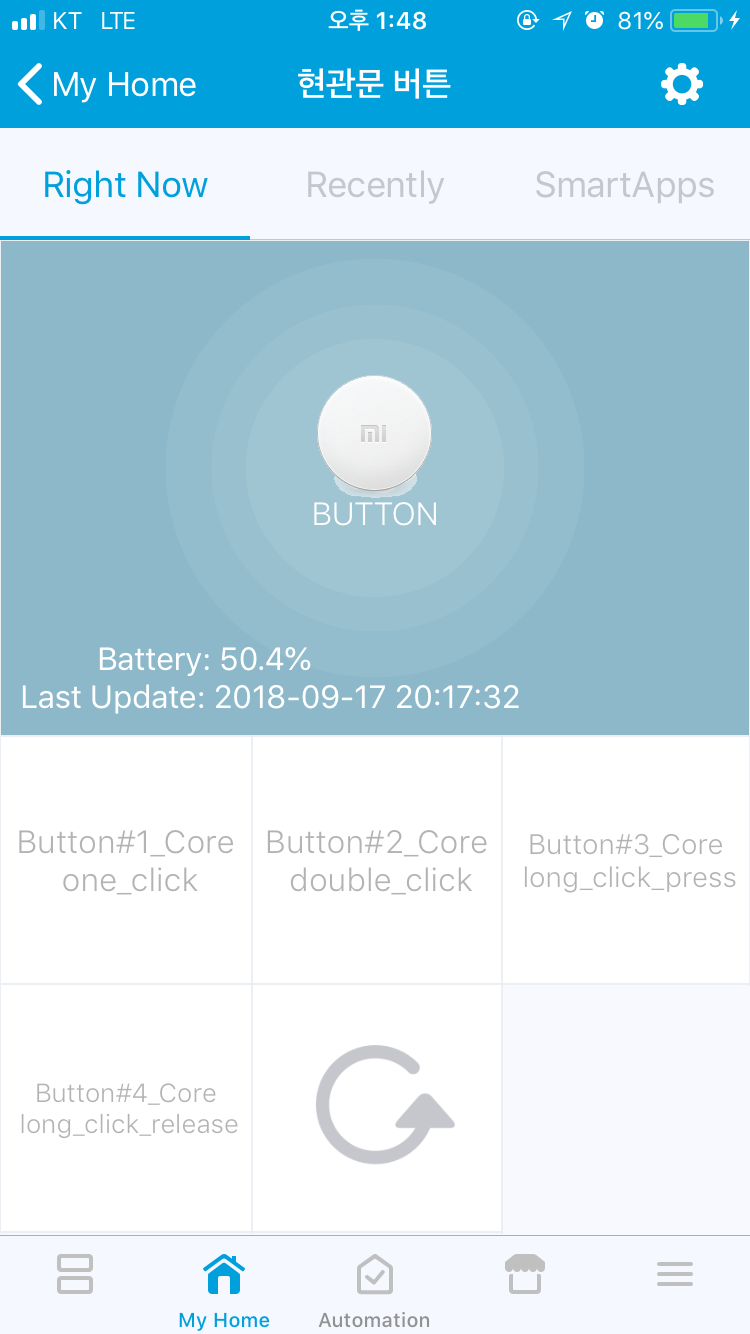 KT LTE 오후 1:48 81%
My Home 현관문 버튼
Right Now Recently SmartApps
mi
BUTTON
Battery: 50.4%
Last Update: 2018-09-17 20:17:32
Button#1_Core
one_click
Button#2_Core
double_click
Button#3_Core
long_click_press
Button#4_Core
long_click_release
My Home Automation